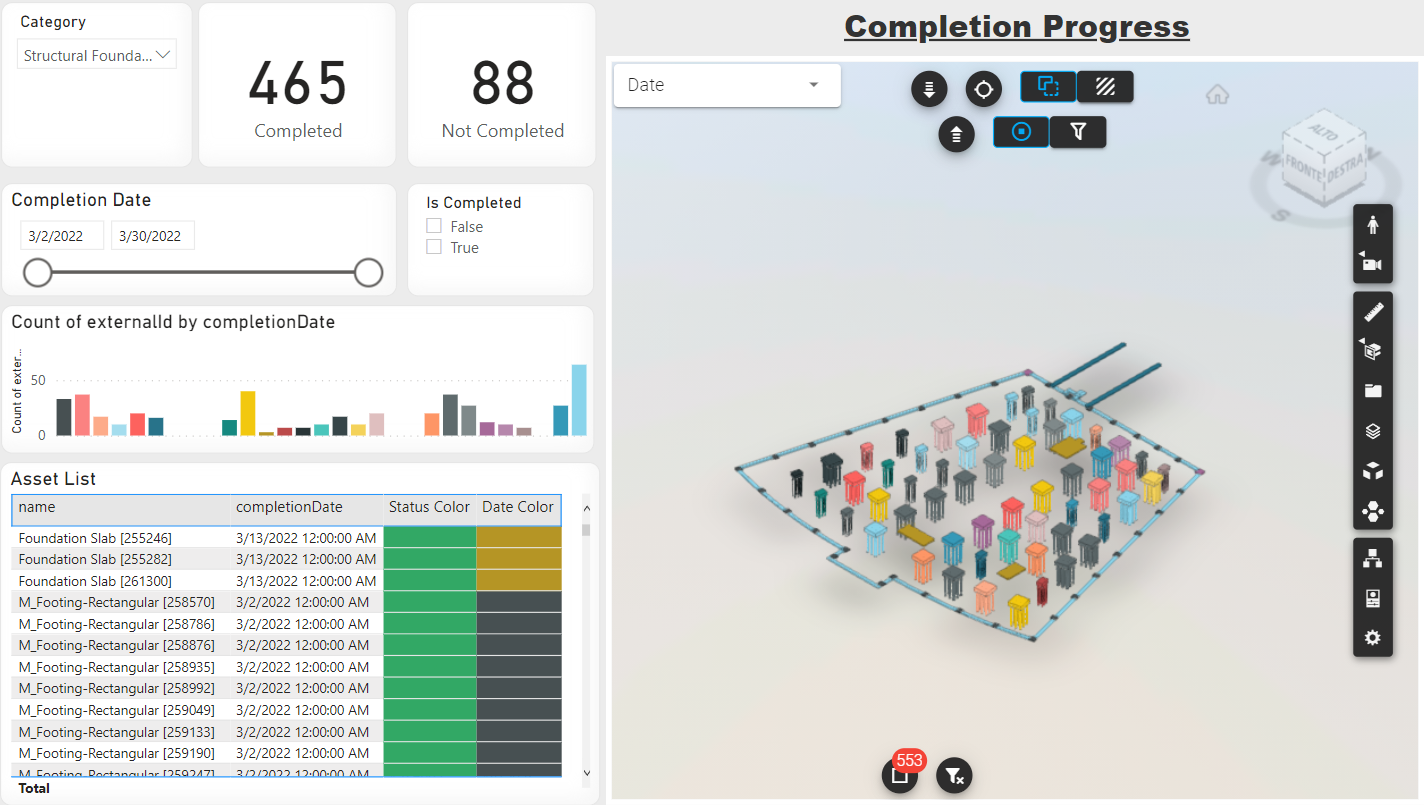 Category
Structural Founda...
465
Completed
88
Not Completed
Completion Progress
Date
Completion Date
3/2/2022
3/30/2022
Is Completed
False
True
Count of externalId by completionDate
Count of exter...
50
0
Asset List
name completionDate Status Color Date Color
Foundation Slab [255246] 3/13/2022 12:00:00 AM
Foundation Slab [255282] 3/13/2022 12:00:00 AM
Foundation Slab [261300] 3/13/2022 12:00:00 AM
M_Footing-Rectangular [258570] 3/2/2022 12:00:00 AM
M_Footing-Rectangular [258786] 3/2/2022 12:00:00 AM
M_Footing-Rectangular [258876] 3/2/2022 12:00:00 AM
M_Footing-Rectangular [258935] 3/2/2022 12:00:00 AM
M_Footing-Rectangular [258992] 3/2/2022 12:00:00 AM
M_Footing-Rectangular [259049] 3/2/2022 12:00:00 AM
M_Footing-Rectangular [259133] 3/2/2022 12:00:00 AM
M_Footing-Rectangular [259190] 3/2/2022 12:00:00 AM
M_Footing-Rectangular [259247] 3/2/2022 12:00:00 AM
Total
ALTO
FRONTE
DESTRA
W
S
553